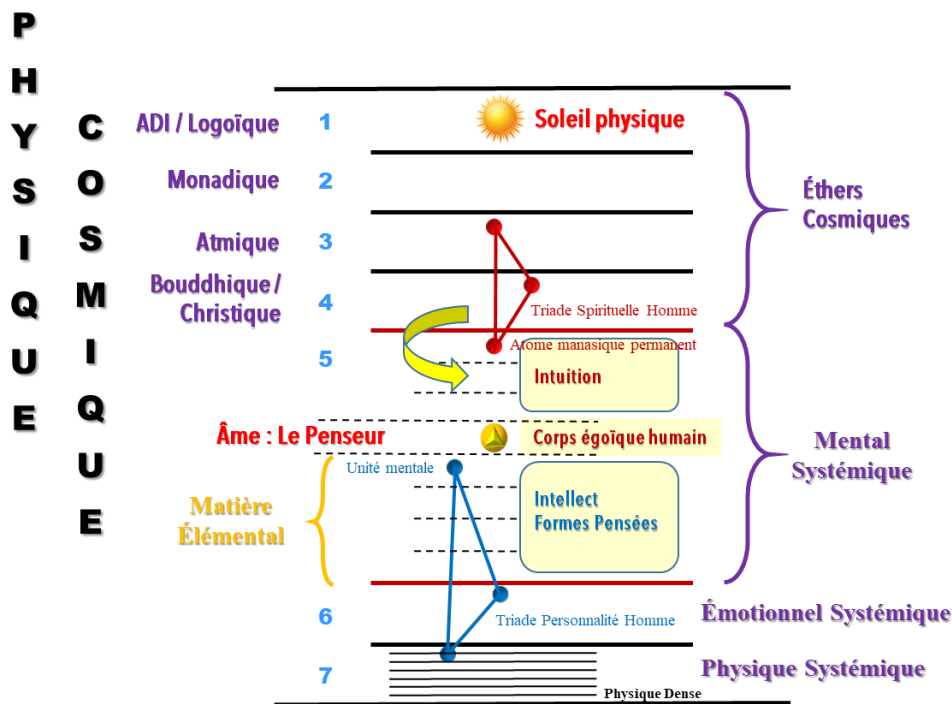 PHYSIQUE
COSMIQUE
ADI / Logoïque
1
Soleil physique
Monadique
2
Éthers
Cosmiques
Atmique
3
Bouddhique /
Christique
4
Triade Spirituelle Homme
5
Atome manasique permanent
Intuition
Âme : Le Penseur
Corps égoïque humain
Mental
Systémique
Unité mentale
Intellect
Formes Pensées
Matière
Élémental
6
Triade Personnalité Homme
Émotionnel Systémique
7
Physique Systémique
Physique Dense